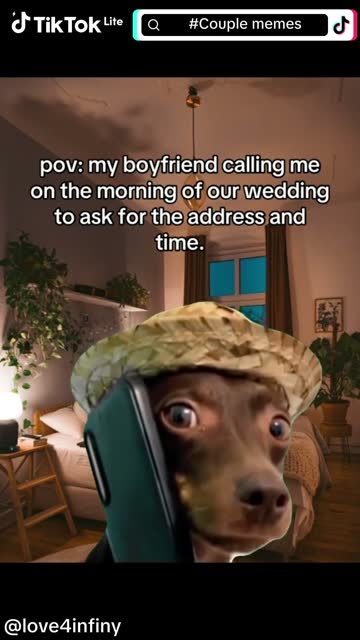 TikTok Lite
#Couple memes
pov: my boyfriend calling me
on the morning of our wedding
to ask for the address and
time.
@love4infiny